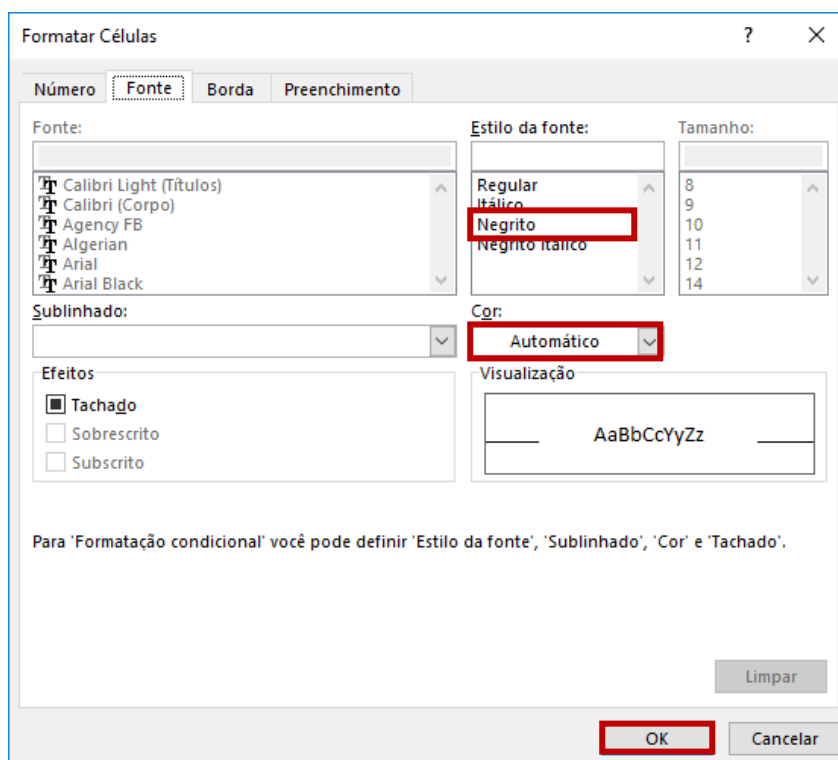 Formatar Células ?
Número Fonte Borda Preenchimento
Fonte: Estilo da fonte: Tamanho:
Calibri Light (Títulos) Regular 8
Calibri (Corpo) Itálico 9
Agency FB Negrito 10
Algerian Negrito Itálico 11
Arial 12
Arial Black 14
Sublinhado: Cor:
Automático
Efeitos Visualização
Tachado
Sobrescrito AaBbCcYyZz
Subscrito
Para 'Formatação condicional' você pode definir 'Estilo da fonte', 'Sublinhado', 'Cor' e 'Tachado'.
Limpar
OK Cancelar